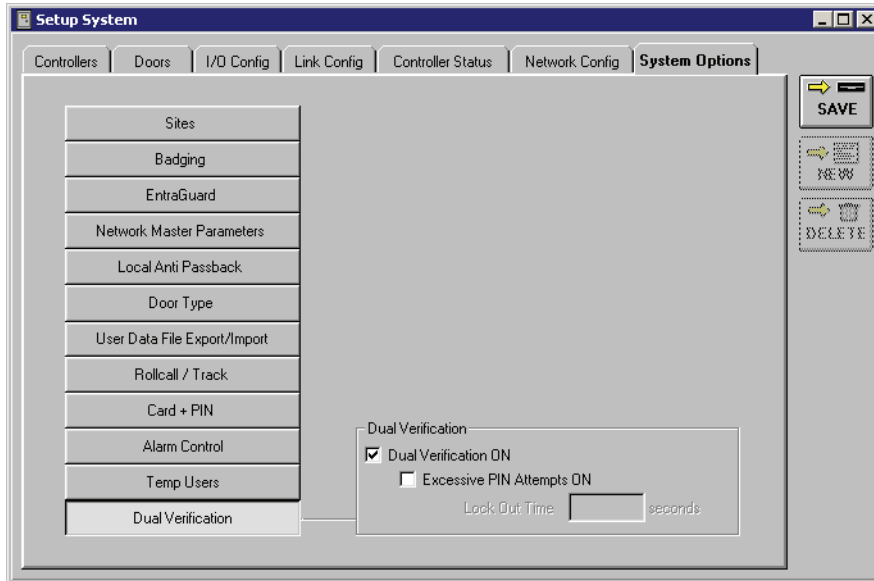 Setup System
Controllers
Doors
I/O Config
Link Config
Controller Status
Network Config
System Options
SAVE
NEW
DELETE
Sites
Badging
EntraGuard
Network Master Parameters
Local Anti Passback
Door Type
User Data File Export/Import
Rollcall / Track
Card + PIN
Alarm Control
Temp Users
Dual Verification
Dual Verification
Dual Verification ON
Excessive PIN Attempts ON
Lock Out Time seconds